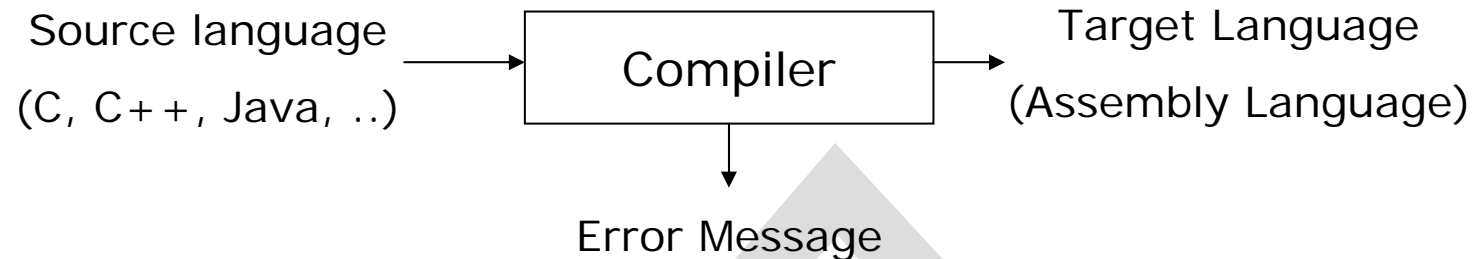 Source language
(C, C++, Java, ..)
Compiler
Target Language
(Assembly Language)
Error Message